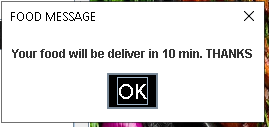 FOOD MESSAGE
Your food will be deliver in 10 min. THANKS
OK